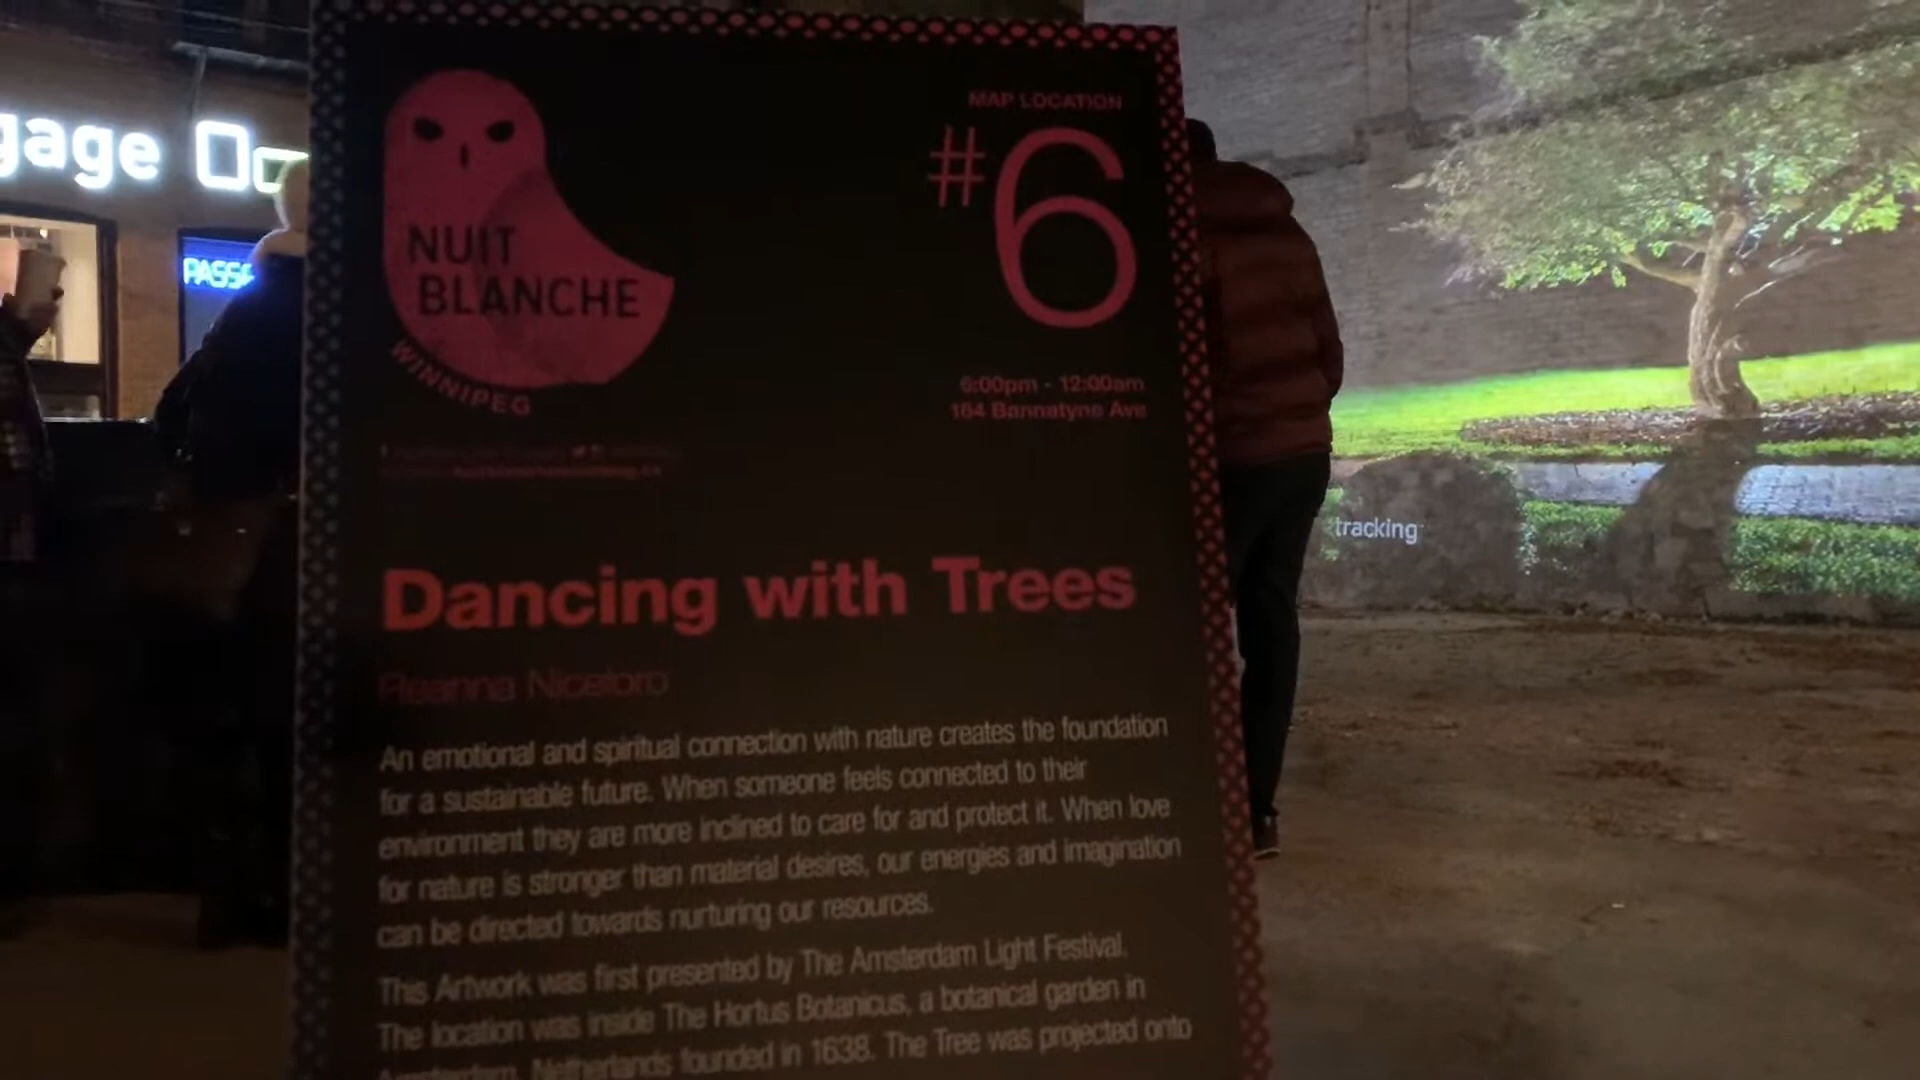 gage
PASS
NUIT
BLANCHE
WINNIPEG
MAP LOCATION
#6
6:00pm - 12:00am
164 Bannatyne Ave
tracking
Dancing with Trees
An emotional and spiritual connection with nature creates the foundation
for a sustainable future. When someone feels connected to their
environment they are more inclined to care for and protect it. When love
for nature is stronger than material desires, our energies and imagination
can be directed towards nurturing our resources.
This Artwork was first presented by The Amsterdam Light Festival.
The location was inside The Hortus Botanicus, a botanical garden in
Amsterdam, Netherlands founded in 1638. The Tree was projected onto